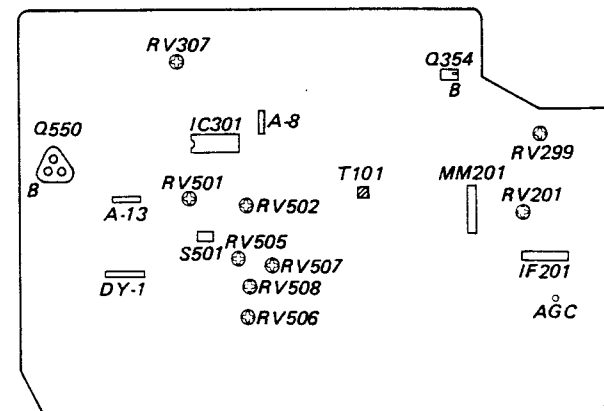 RV307
Q354
B
Q550
B
IC301
A-8
RV299
T101
MM201
RV501
RV201
A-13
RV502
S501
RV505
RV507
IF201
DY-1
RV508
AGC
RV506